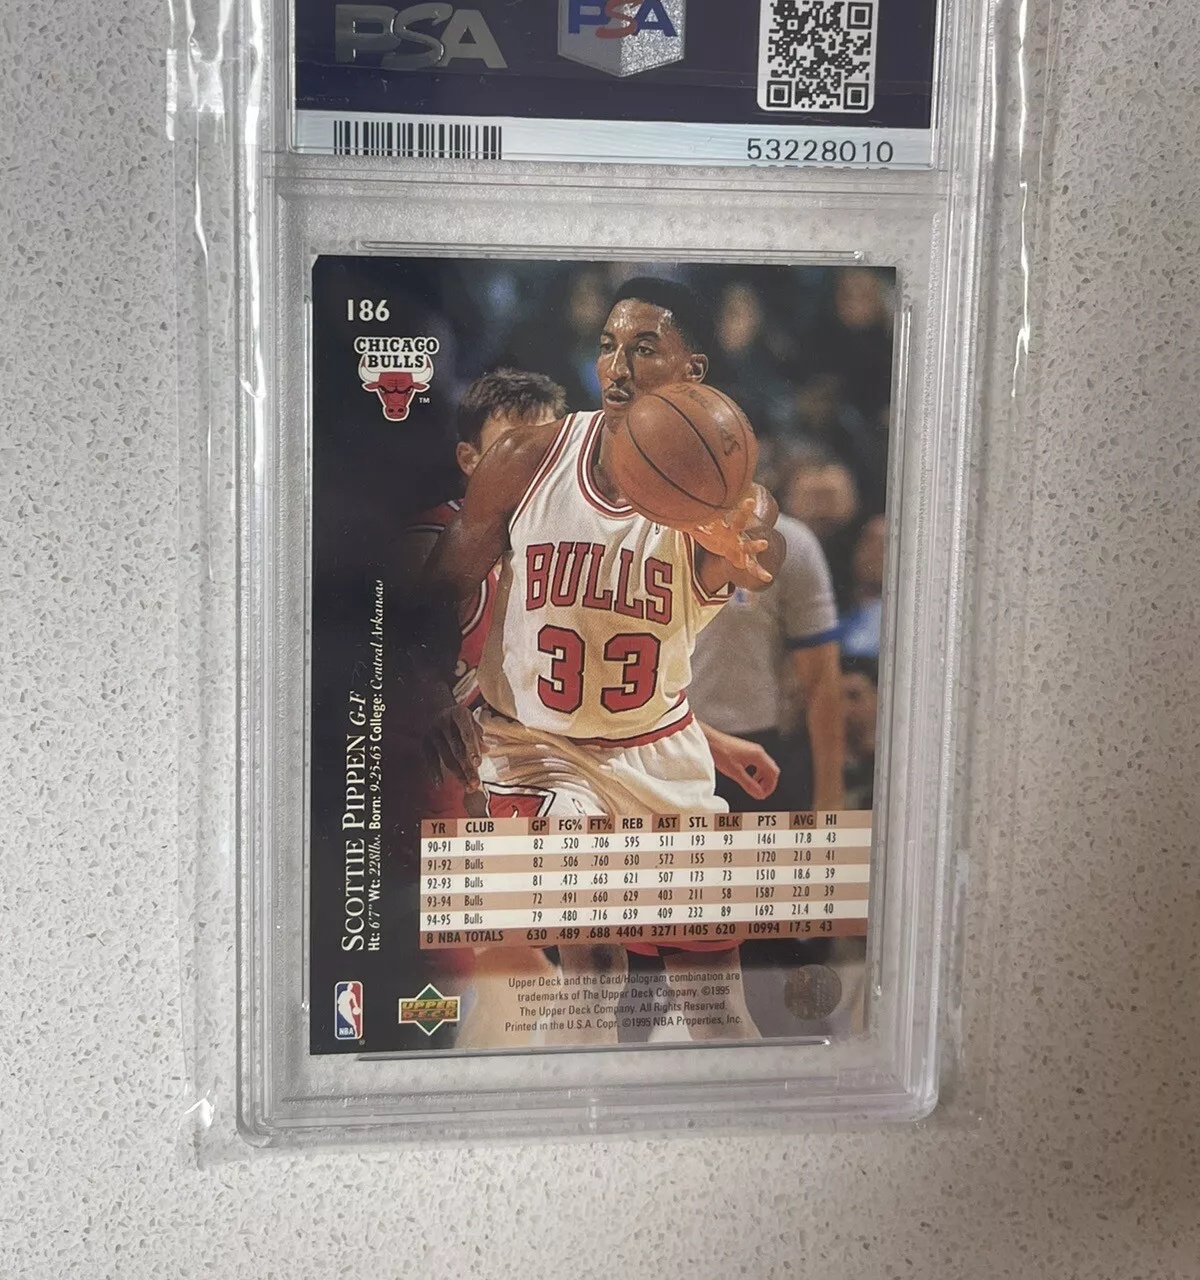 PSA
PSA
53228010
186
CHICAGO
BULLS
TM
BULLS
33
SCOTTIE PIPPEN G-F
Ht: 6'7" Wt: 228lbs. Born: 9-25-65 College: Central Arkansas
YR CLUB GP FG% FT% REB AST STL BLK PTS AVG HI
90-91 Bulls 82 .520 .706 595 511 193 93 1461 17.8 43
91-92 Bulls 82 .506 .760 630 572 155 93 1720 21.0 41
92-93 Bulls 81 .473 .663 621 507 173 73 1510 18.6 39
93-94 Bulls 72 .491 .660 629 403 211 58 1587 22.0 39
94-95 Bulls 79 .480 .716 639 409 232 89 1692 21.4 40
8 NBA TOTALS 630 .489 .688 4404 3271 1405 620 10994 17.5 43
NBA
UPPER
DECK
Upper Deck and the Card/Hologram combination are
trademarks of The Upper Deck Company. ©1995
The Upper Deck Company. All Rights Reserved.
Printed in the U.S.A. Copr. ©1995 NBA Properties, Inc.